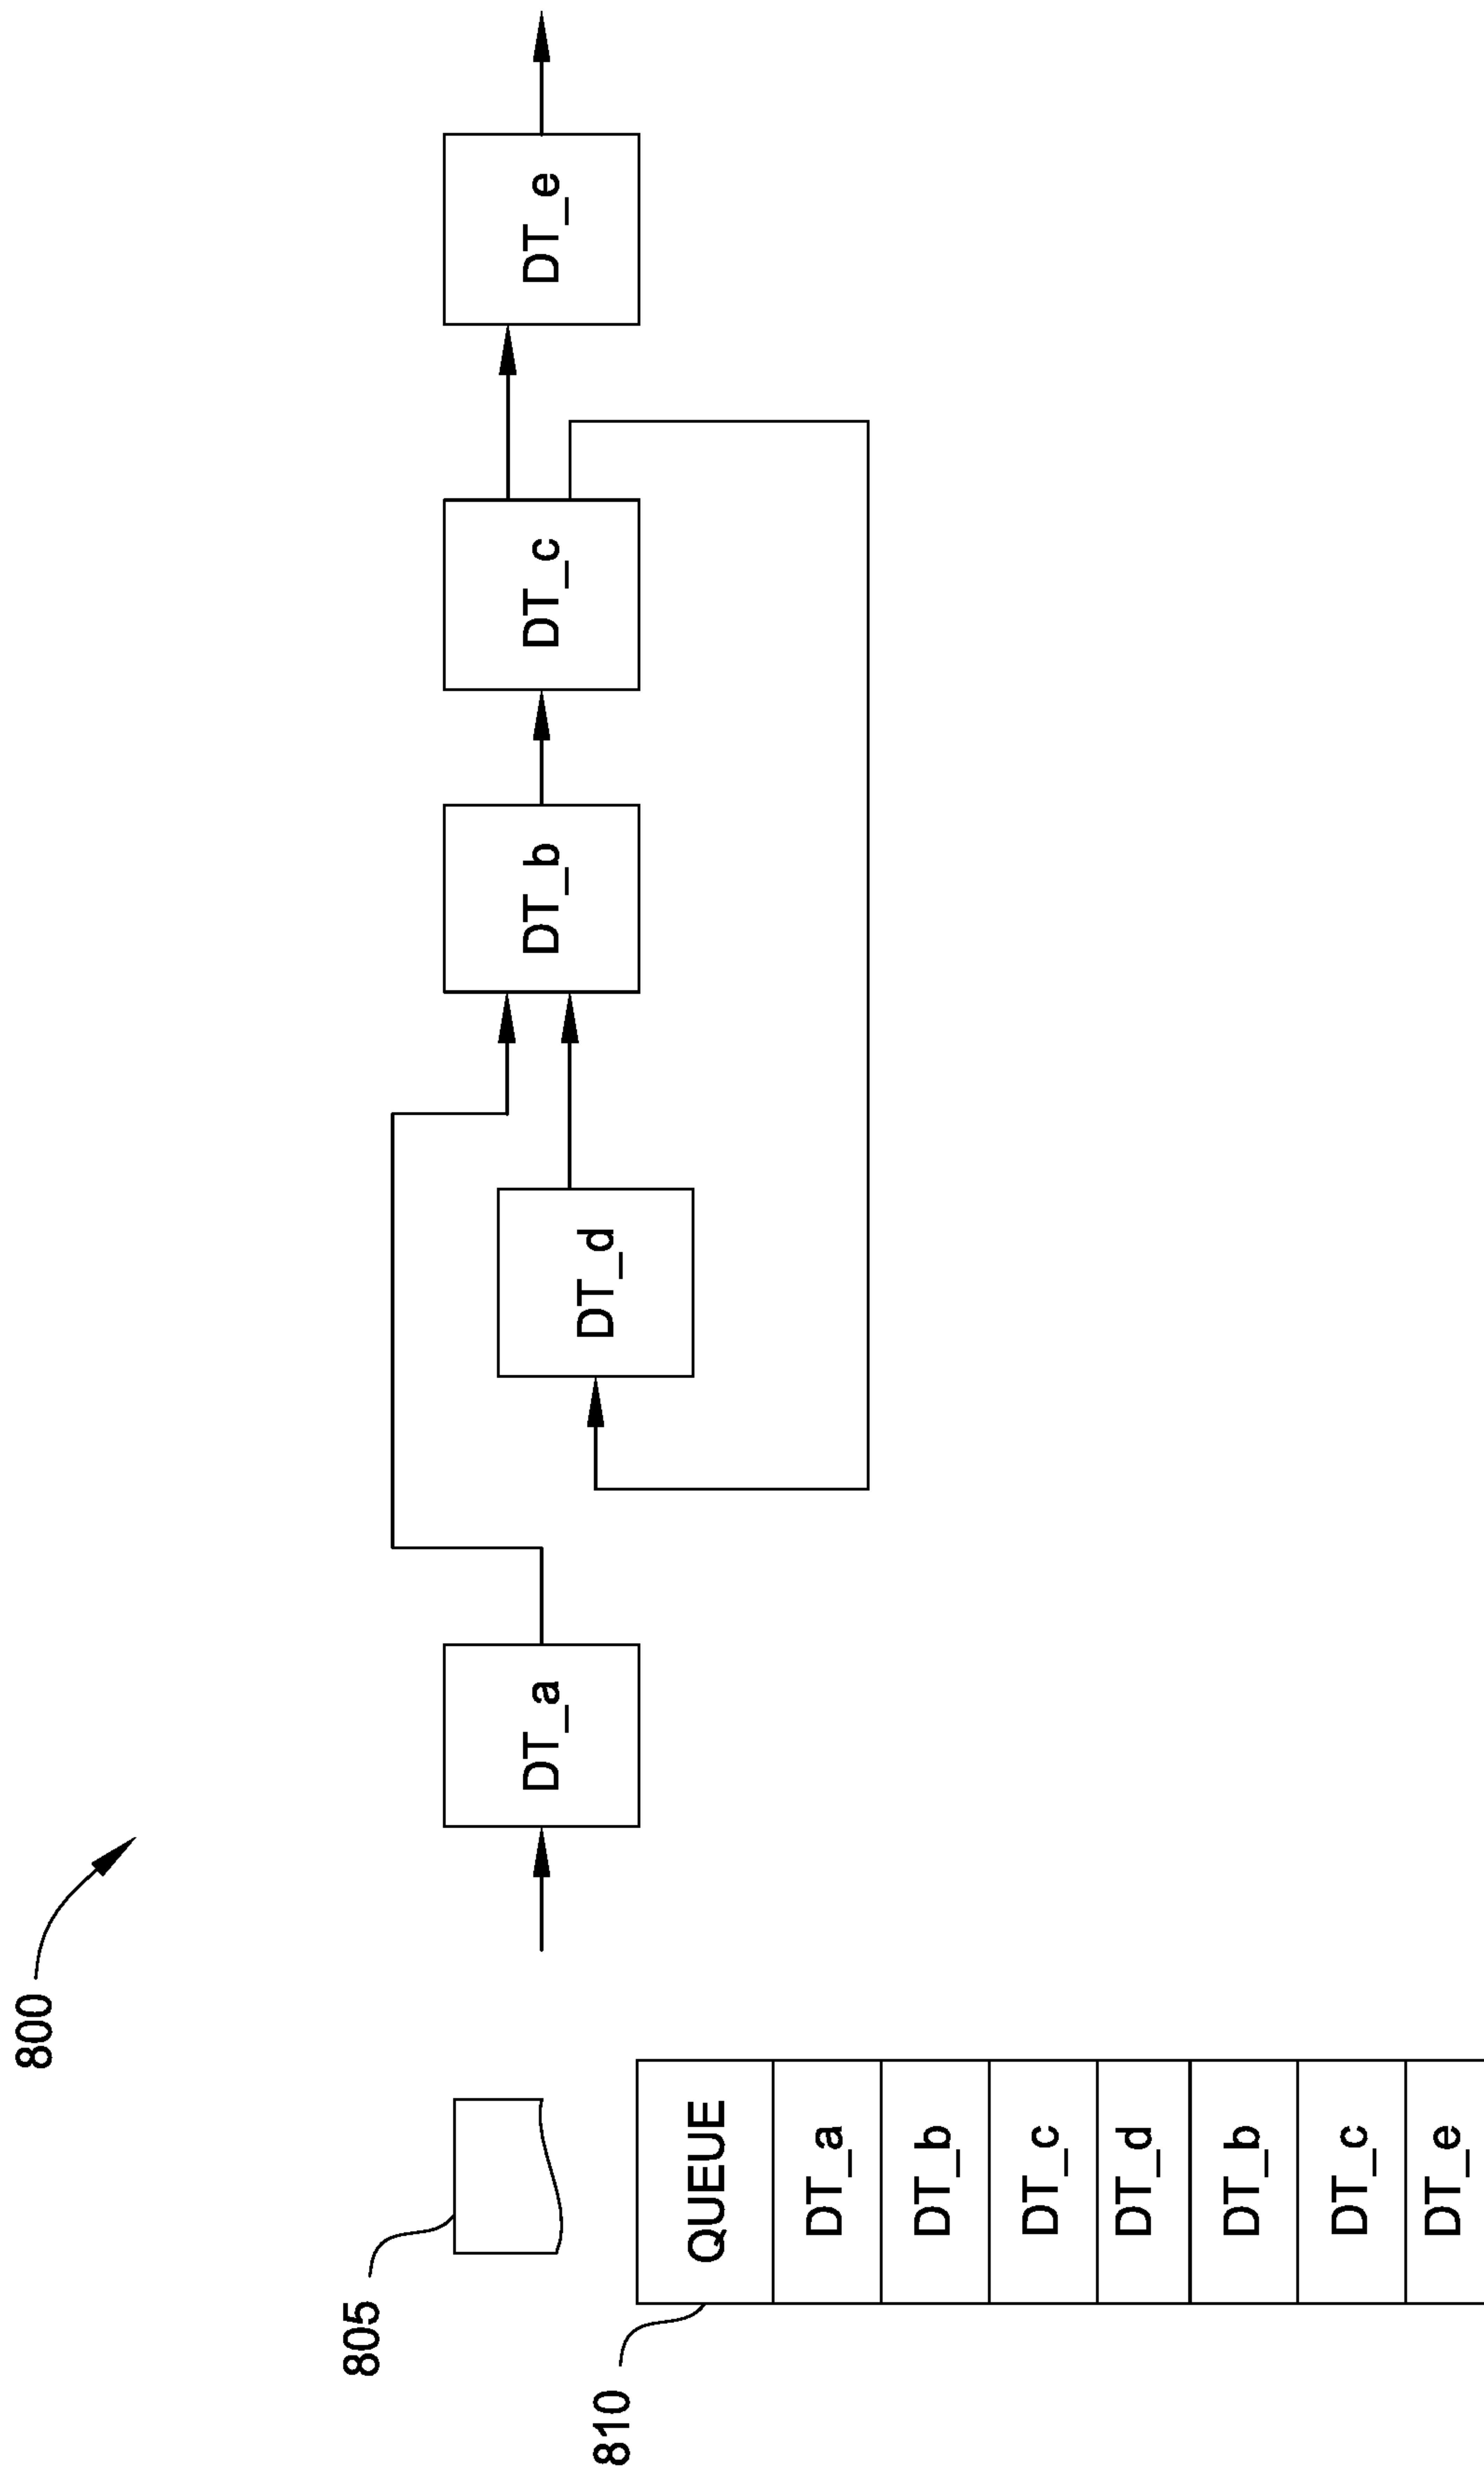 800
805
810
QUEUE
DT_a
DT_b
DT_c
DT_d
DT_b
DT_c
DT_e
DT_a
DT_d
DT_b
DT_c
DT_e